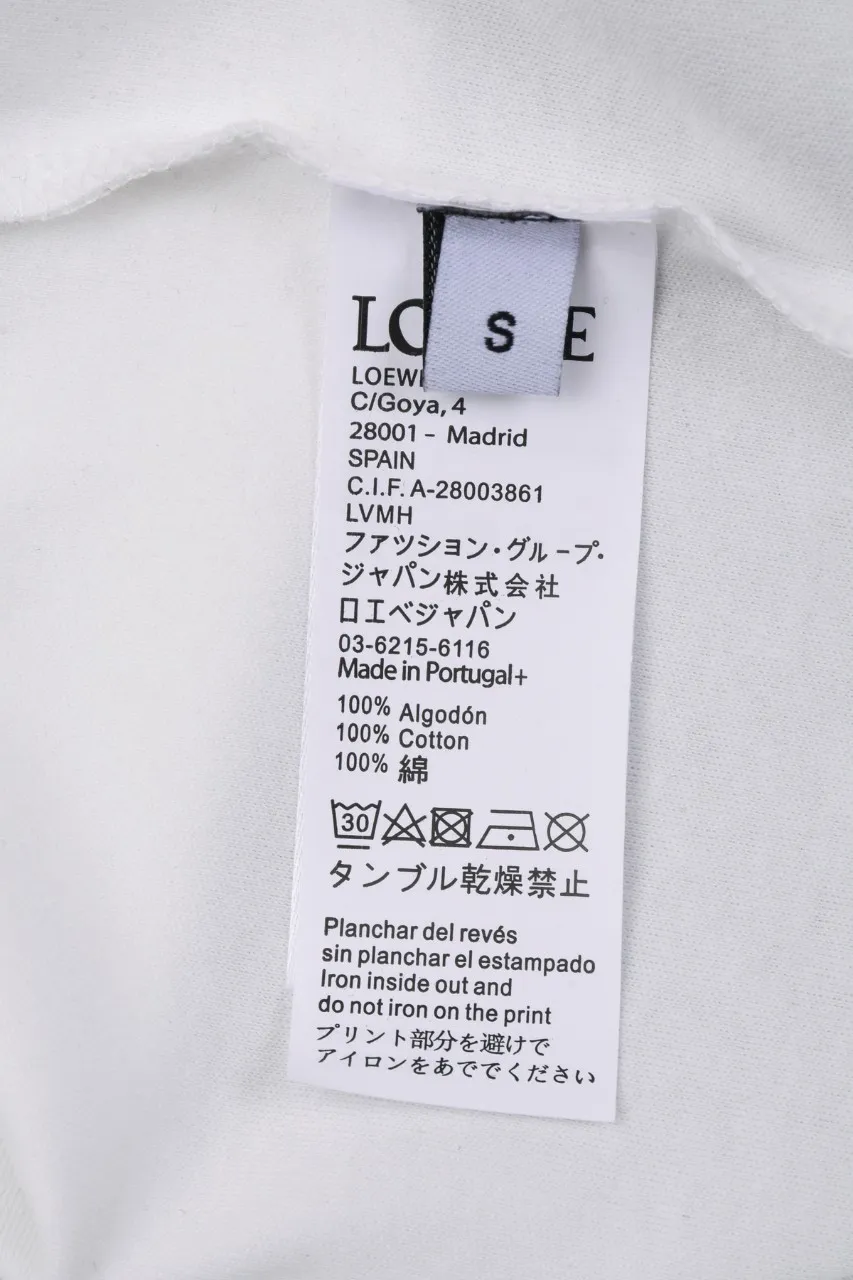 S
LO E
LOEW
C/Goya, 4
28001 - Madrid
SPAIN
C.I.F. A-28003861
LVMH
ファツション・グループ・
ジャパン株式会社
ロエベジャパン
03-6215-6116
Made in Portugal+
100% Algodón
100% Cotton
100% 綿
30
タンブル乾燥禁止
Planchar del revés
sin planchar el estampado
Iron inside out and
do not iron on the print
プリント部分を避けで
アイロンをあででください